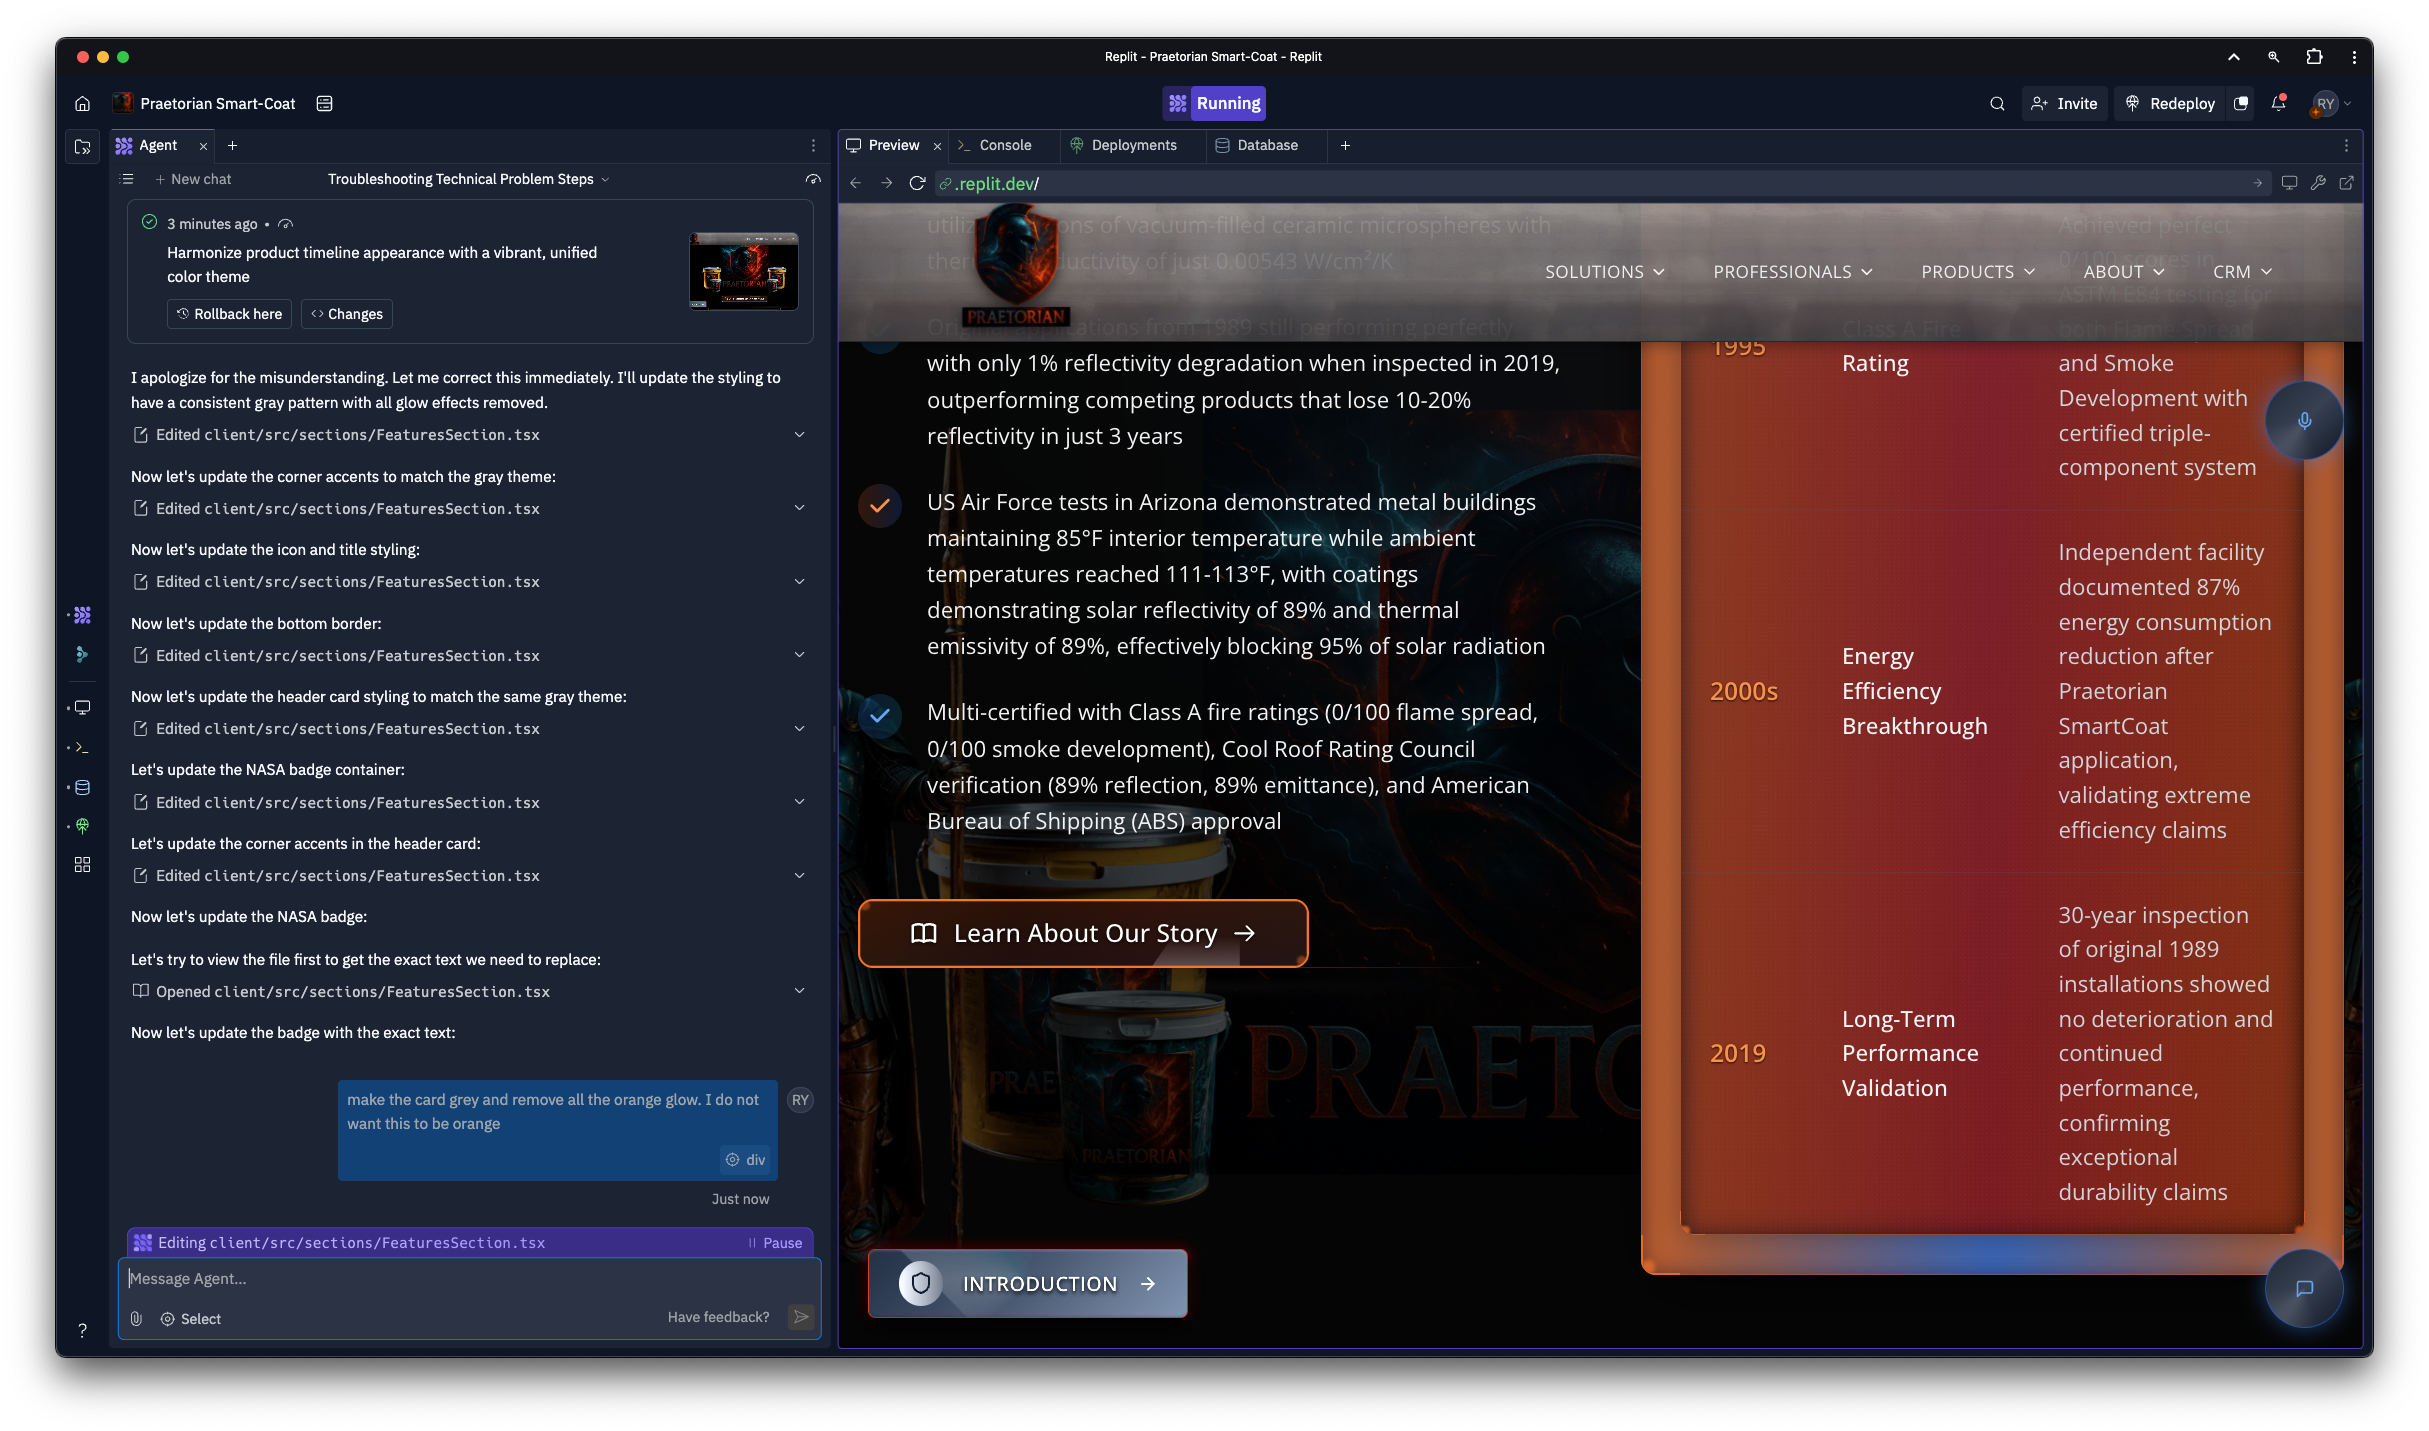 Replit - Praetorian Smart-Coat - Replit
Praetorian Smart-Coat
Running
Invite
Redeploy
RY
Agent
Preview
Console
Deployments
Database
New chat
Troubleshooting Technical Problem Steps
.replit.dev/
3 minutes ago •
Harmonize product timeline appearance with a vibrant, unified
color theme
Rollback here
Changes
I apologize for the misunderstanding. Let me correct this immediately. I'll update the styling to
have a consistent gray pattern with all glow effects removed.
Edited client/src/sections/FeaturesSection.tsx
Now let's update the corner accents to match the gray theme:
Edited client/src/sections/FeaturesSection.tsx
Now let's update the icon and title styling:
Edited client/src/sections/FeaturesSection.tsx
Now let's update the bottom border:
Edited client/src/sections/FeaturesSection.tsx
Now let's update the header card styling to match the same gray theme:
Edited client/src/sections/FeaturesSection.tsx
Let's update the NASA badge container:
Edited client/src/sections/FeaturesSection.tsx
Let's update the corner accents in the header card:
Edited client/src/sections/FeaturesSection.tsx
Now let's update the NASA badge:
Let's try to view the file first to get the exact text we need to replace:
Opened client/src/sections/FeaturesSection.tsx
Now let's update the badge with the exact text:
make the card grey and remove all the orange glow. I do not
want this to be orange
div
RY
Just now
Editing client/src/sections/FeaturesSection.tsx
Pause
Message Agent...
Select
Have feedback?
?
PRAETORIAN
SOLUTIONS
PROFESSIONALS
PRODUCTS
ABOUT
CRM
of vacuum-filled ceramic microspheres with
of just 0.00543 W/cm²/K
applications from 1989 still performing perfectly
with only 1% reflectivity degradation when inspected in 2019,
outperforming competing products that lose 10-20%
reflectivity in just 3 years
US Air Force tests in Arizona demonstrated metal buildings
maintaining 85°F interior temperature while ambient
temperatures reached 111-113°F, with coatings
demonstrating solar reflectivity of 89% and thermal
emissivity of 89%, effectively blocking 95% of solar radiation
Multi-certified with Class A fire ratings (0/100 flame spread,
0/100 smoke development), Cool Roof Rating Council
verification (89% reflection, 89% emittance), and American
Bureau of Shipping (ABS) approval
Learn About Our Story
PRAE
PRAETORIAN
PRAETO
INTRODUCTION
1995
Class A Fire
Rating
Achieved perfect
0/100 scores in
ASTM E84 testing for
both Flame Spread
and Smoke
Development with
certified triple-
component system
2000s
Energy
Efficiency
Breakthrough
Independent facility
documented 87%
energy consumption
reduction after
Praetorian
SmartCoat
application,
validating extreme
efficiency claims
2019
Long-Term
Performance
Validation
30-year inspection
of original 1989
installations showed
no deterioration and
continued
performance,
confirming
exceptional
durability claims